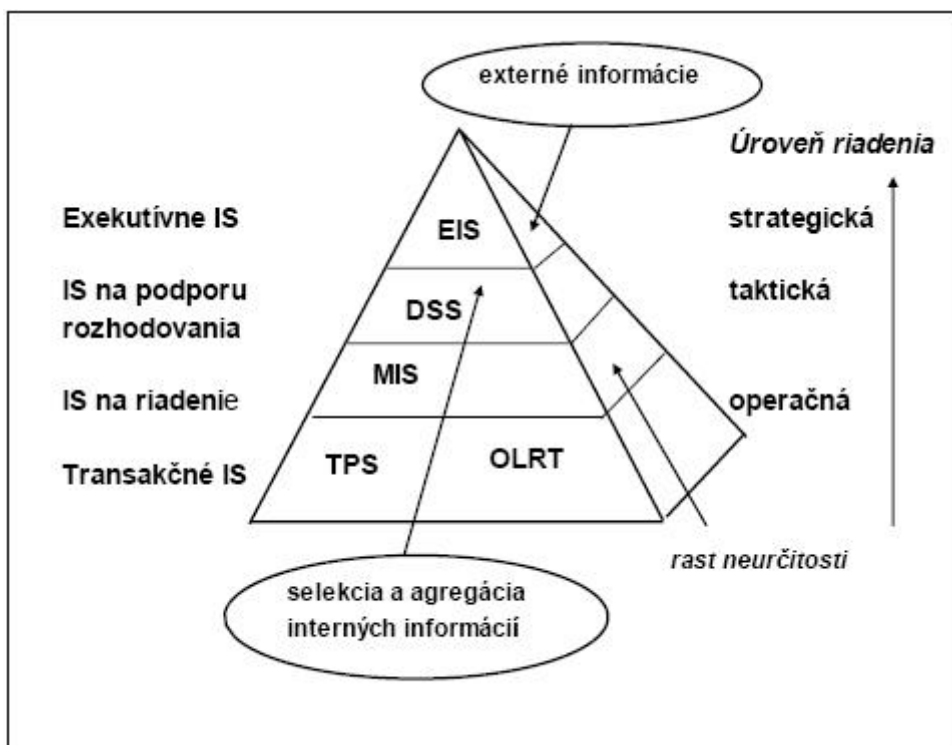 externé informácie
Úroveň riadenia
Exekutívne IS
EIS
strategická
IS na podporu
rozhodovania
DSS
taktická
MIS
IS na riadenie
operačná
Transakčné IS
TPS
OLRT
rast neurčitosti
selekcia a agregácia
interných informácií